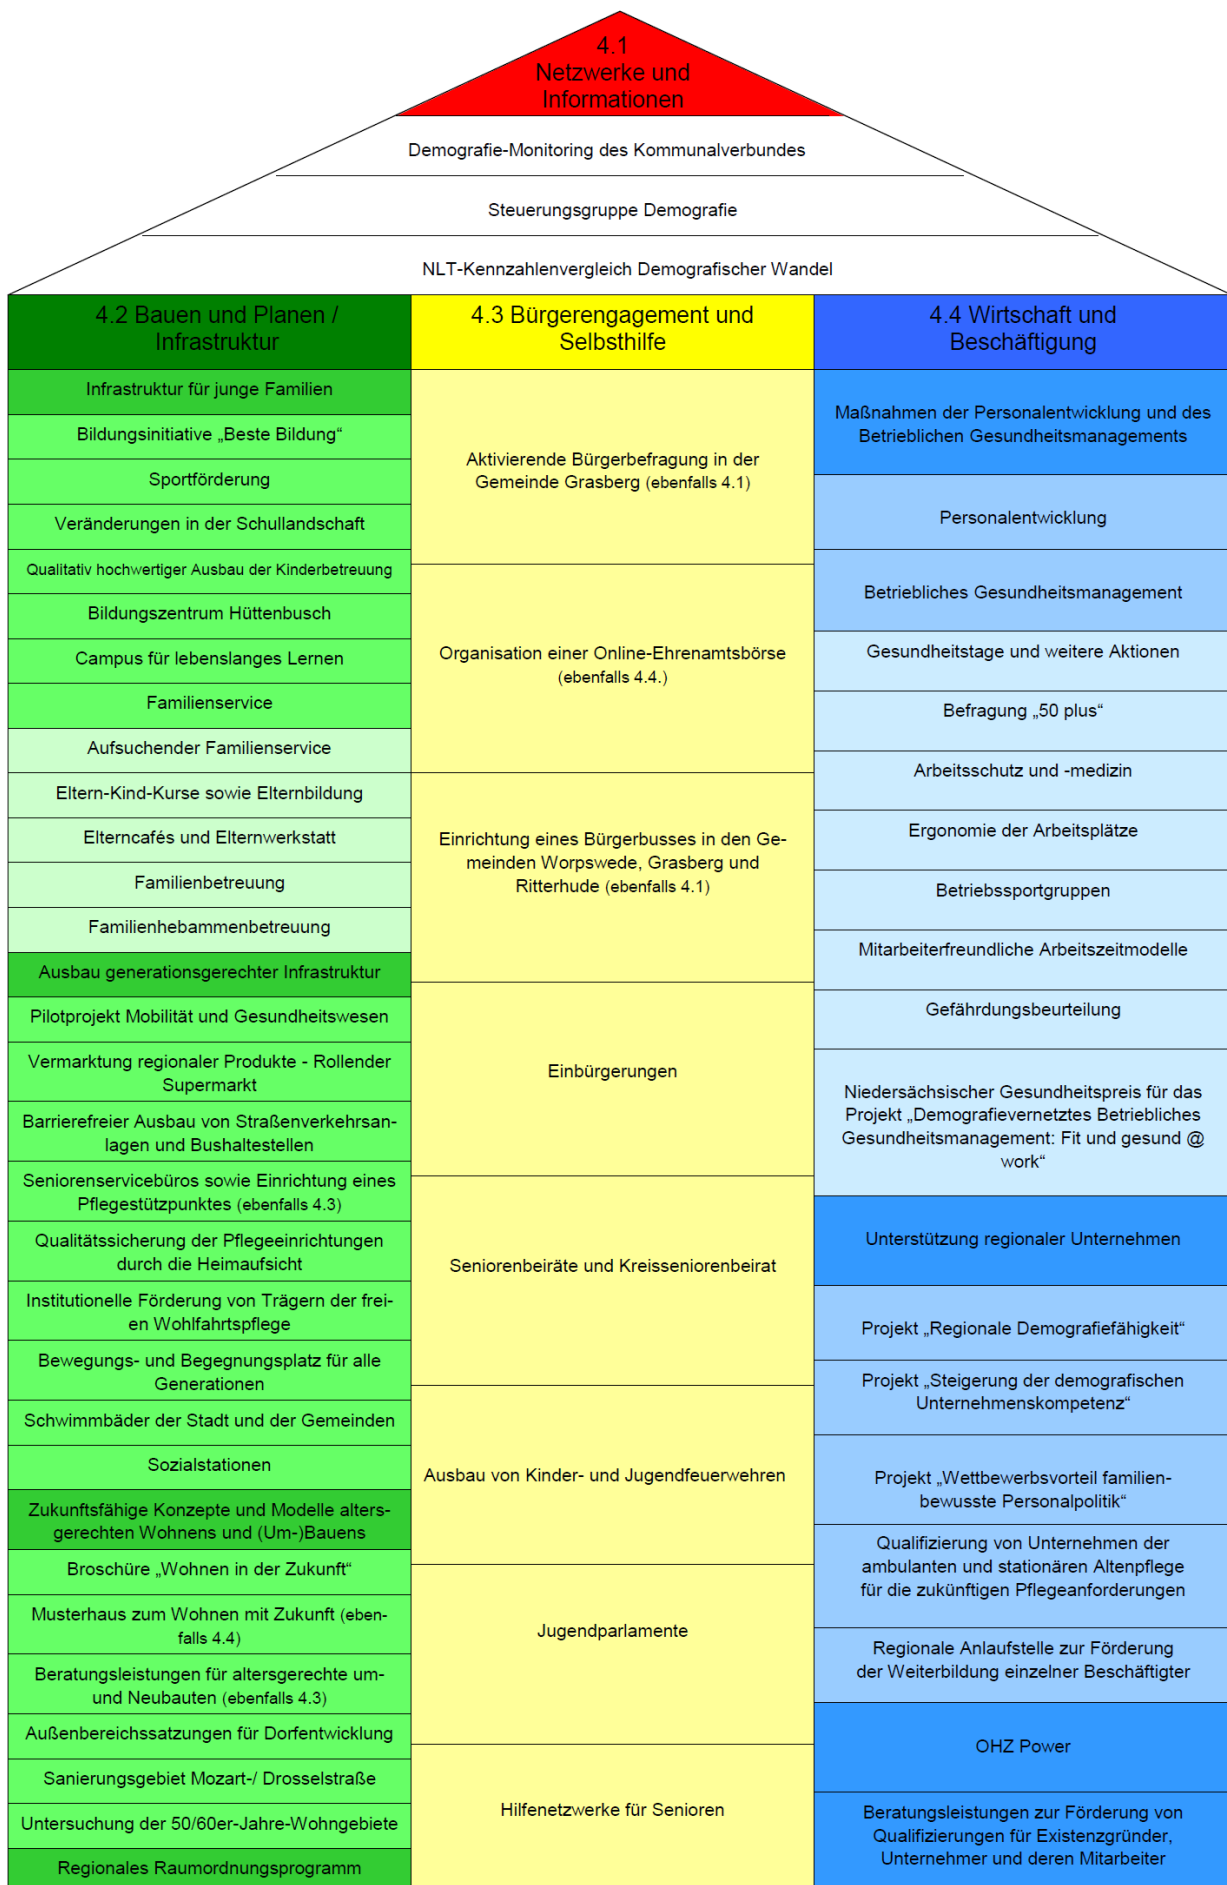 4.1
Netzwerke und
Informationen
Demografie-Monitoring des Kommunalverbundes
Steuerungsgruppe Demografie
NLT-Kennzahlenvergleich Demografischer Wandel
4.2 Bauen und Planen /
Infrastruktur
Infrastruktur für junge Familien
Bildungsinitiative „Beste Bildung“
Sportförderung
Veränderungen in der Schullandschaft
Qualitativ hochwertiger Ausbau der Kinderbetreuung
Bildungszentrum Hüttenbusch
Campus für lebenslanges Lernen
Familienservice
Aufsuchender Familienservice
Eltern-Kind-Kurse sowie Elternbildung
Elterncafés und Elternwerkstatt
Familienbetreuung
Familienhebammenbetreuung
Ausbau generationsgerechter Infrastruktur
Pilotprojekt Mobilität und Gesundheitswesen
Vermarktung regionaler Produkte - Rollender
Supermarkt
Barrierefreier Ausbau von Straßenverkehrsan-
lagen und Bushaltestellen
Seniorenservicebüros sowie Einrichtung eines
Pflegestützpunktes (ebenfalls 4.3)
Qualitätssicherung der Pflegeeinrichtungen
durch die Heimaufsicht
Institutionelle Förderung von Trägern der frei-
en Wohlfahrtspflege
Bewegungs- und Begegnungsplatz für alle
Generationen
Schwimmbäder der Stadt und der Gemeinden
Sozialstationen
Zukunftsfähige Konzepte und Modelle alters-
gerechten Wohnens und (Um-)Bauens
Broschüre „Wohnen in der Zukunft“
Musterhaus zum Wohnen mit Zukunft (eben-
falls 4.4)
Beratungsleistungen für altersgerechte um-
und Neubauten (ebenfalls 4.3)
Außenbereichssatzungen für Dorfentwicklung
Sanierungsgebiet Mozart-/ Drosselstraße
Untersuchung der 50/60er-Jahre-Wohngebiete
Regionales Raumordnungsprogramm
4.3 Bürgerengagement und
Selbsthilfe
Aktivierende Bürgerbefragung in der
Gemeinde Grasberg (ebenfalls 4.1)
Organisation einer Online-Ehrenamtsbörse
(ebenfalls 4.4.)
Einrichtung eines Bürgerbusses in den Ge-
meinden Worpswede, Grasberg und
Ritterhude (ebenfalls 4.1)
Einbürgerungen
Seniorenbeiräte und Kreisseniorenbeirat
Ausbau von Kinder- und Jugendfeuerwehren
Jugendparlamente
Hilfenetzwerke für Senioren
4.4 Wirtschaft und
Beschäftigung
Maßnahmen der Personalentwicklung und des
Betrieblichen Gesundheitsmanagements
Personalentwicklung
Betriebliches Gesundheitsmanagement
Gesundheitstage und weitere Aktionen
Befragung „50 plus“
Arbeitsschutz und -medizin
Ergonomie der Arbeitsplätze
Betriebssportgruppen
Mitarbeiterfreundliche Arbeitszeitmodelle
Gefährdungsbeurteilung
Niedersächsischer Gesundheitspreis für das
Projekt „Demografievernetztes Betriebliches
Gesundheitsmanagement: Fit und gesund @
work“
Unterstützung regionaler Unternehmen
Projekt „Regionale Demografiefähigkeit“
Projekt „Steigerung der demografischen
Unternehmenskompetenz“
Projekt „Wettbewerbsvorteil familien-
bewusste Personalpolitik“
Qualifizierung von Unternehmen der
ambulanten und stationären Altenpflege
für die zukünftigen Pflegeanforderungen
Regionale Anlaufstelle zur Förderung
der Weiterbildung einzelner Beschäftigter
OHZ Power
Beratungsleistungen zur Förderung von
Qualifizierungen für Existenzgründer,
Unternehmer und deren Mitarbeiter